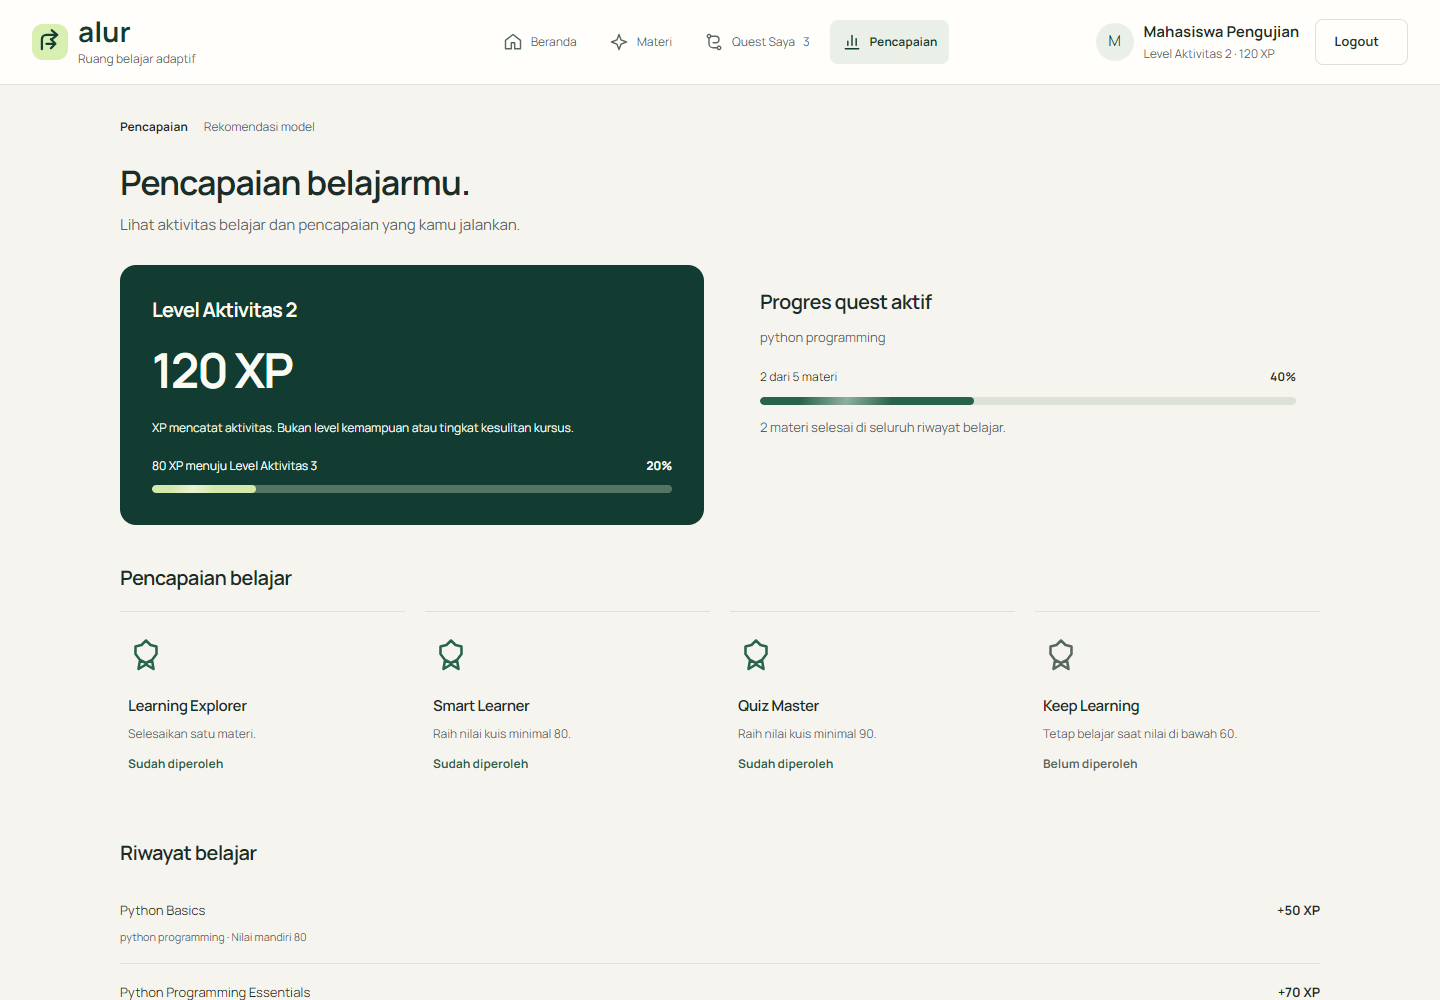 alur
Ruang belajar adaptif
Beranda
Materi
Quest Saya 3
Pencapaian
M
Mahasiswa Pengujian
Level Aktivitas 2 · 120 XP
Logout
Pencapaian
Rekomendasi model
Pencapaian belajarmu.
Lihat aktivitas belajar dan pencapaian yang kamu jalankan.
Level Aktivitas 2
120 XP
XP mencatat aktivitas. Bukan level kemampuan atau tingkat kesulitan kursus.
80 XP menuju Level Aktivitas 3
20%
Progres quest aktif
python programming
2 dari 5 materi
40%
2 materi selesai di seluruh riwayat belajar.
Pencapaian belajar
Learning Explorer
Selesaikan satu materi.
Sudah diperoleh
Smart Learner
Raih nilai kuis minimal 80.
Sudah diperoleh
Quiz Master
Raih nilai kuis minimal 90.
Sudah diperoleh
Keep Learning
Tetap belajar saat nilai di bawah 60.
Belum diperoleh
Riwayat belajar
Python Basics
+50 XP
python programming · Nilai mandiri 80
Python Programming Essentials
+70 XP